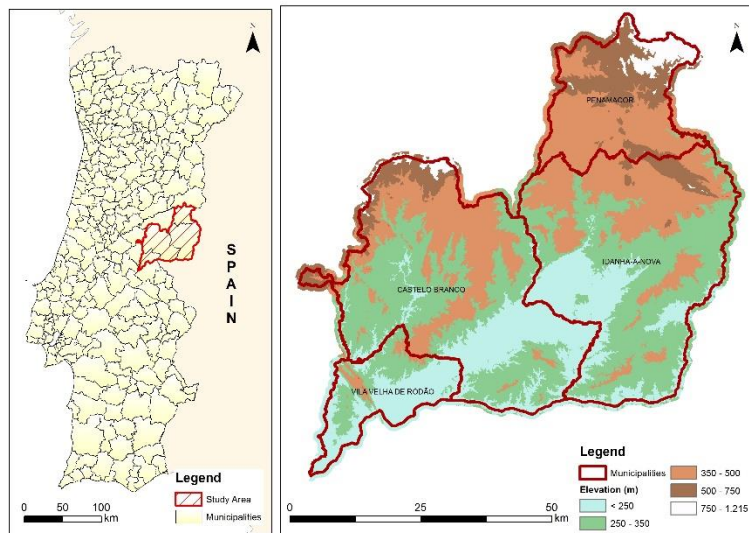 N
SPAIN
Legend
Study Area
Municipalities
0 50 100
km
N
PENAMACOR
IDANHA-A-NOVA
CASTELO BRANCO
VILA VELHA DE RODÃO
Legend
Municipalities
Elevation (m)
< 250
250 - 350
350 - 500
500 - 750
750 - 1.215
0 25 50
km